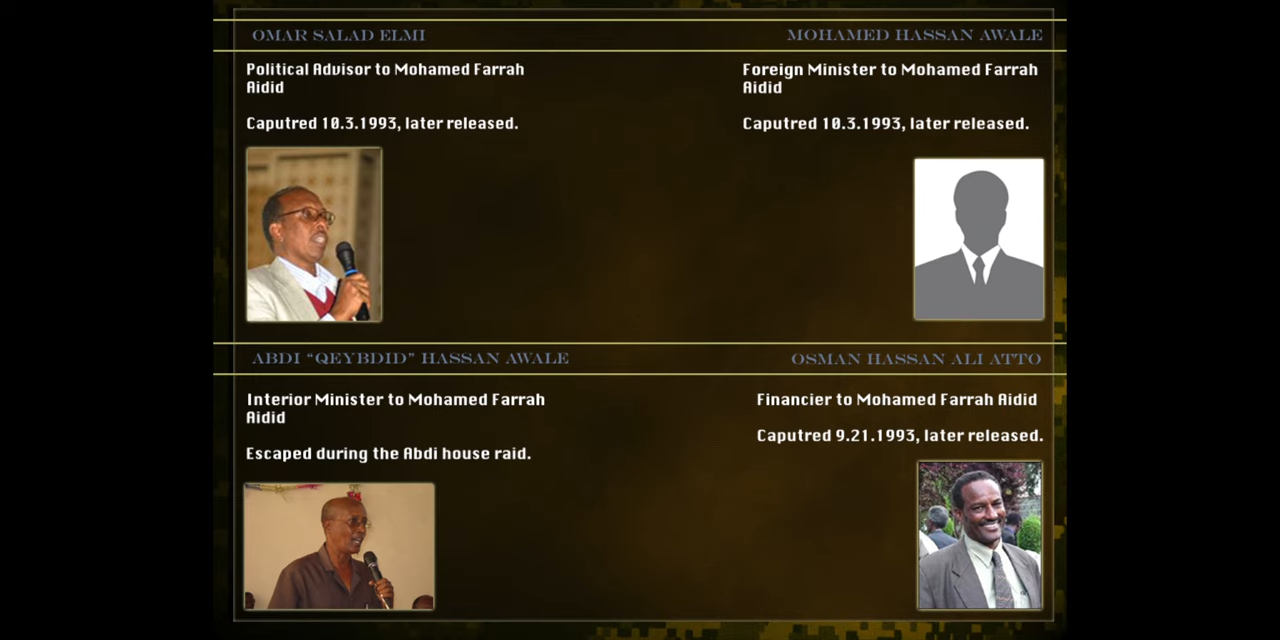 OMAR SALAD ELMI
MOHAMED HASSAN AWALE
Political Advisor to Mohamed Farrah
Aidid
Caputred 10.3.1993, later released.
Foreign Minister to Mohamed Farrah
Aidid
Caputred 10.3.1993, later released.
ABDI “QEYBDID” HASSAN AWALE
OSMAN HASSAN ALI ATTO
Interior Minister to Mohamed Farrah
Aidid
Escaped during the Abdi house raid.
Financier to Mohamed Farrah Aidid
Caputred 9.21.1993, later released.